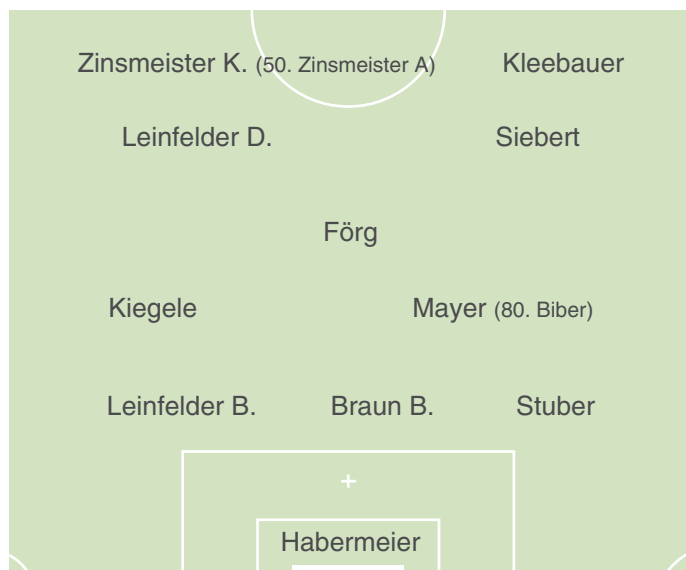 Zinsmeister K. (50. Zinsmeister A) Kleebauer
Leinfelder D. Siebert
Förg
Kiegele Mayer (80. Biber)
Leinfelder B. Braun B. Stuber
Habermeier